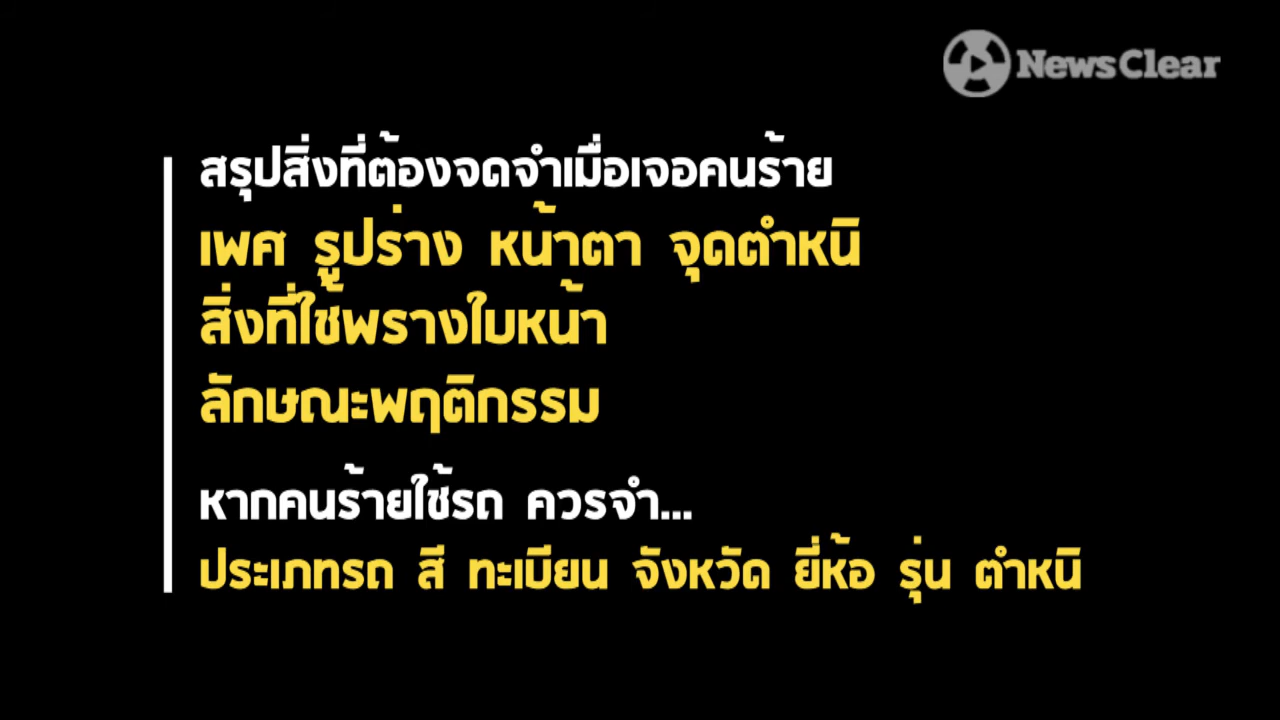 News Clear
สรุปสิ่งที่ต้องจดจำเมื่อเจอคนร้าย
เพศ รูปร่าง หน้าตา จุดตำหนิ
สิ่งที่ใช้พรางใบหน้า
ลักษณะพฤติกรรม
หากคนร้ายใช้รถ ควรจำ...
ประเภทรถ สี ทะเบียน จังหวัด ยี่ห้อ รุ่น ตำหนิ